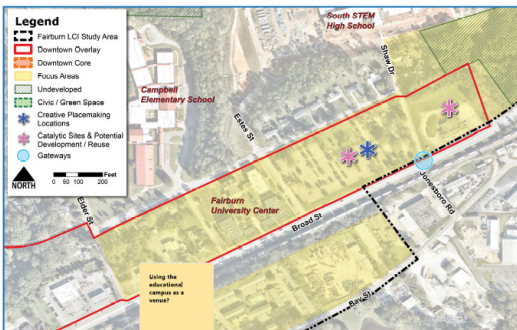 Legend
Fairburn LCI Study Area
Downtown Overlay
Downtown Core
Focus Areas
Undeveloped
Civic / Green Space
Creative Placemaking
Locations
Catalytic Sites & Potential
Development / Reuse
Gateways
NORTH
0 50 100 200
Feet
South STEM
High School
Shaw Dr
Campbell
Elementary School
Estes St
Elder St
Fairburn
University Center
Broad St
Jonesboro Rd
Bay St
Using the
educational
campus as a
venue?